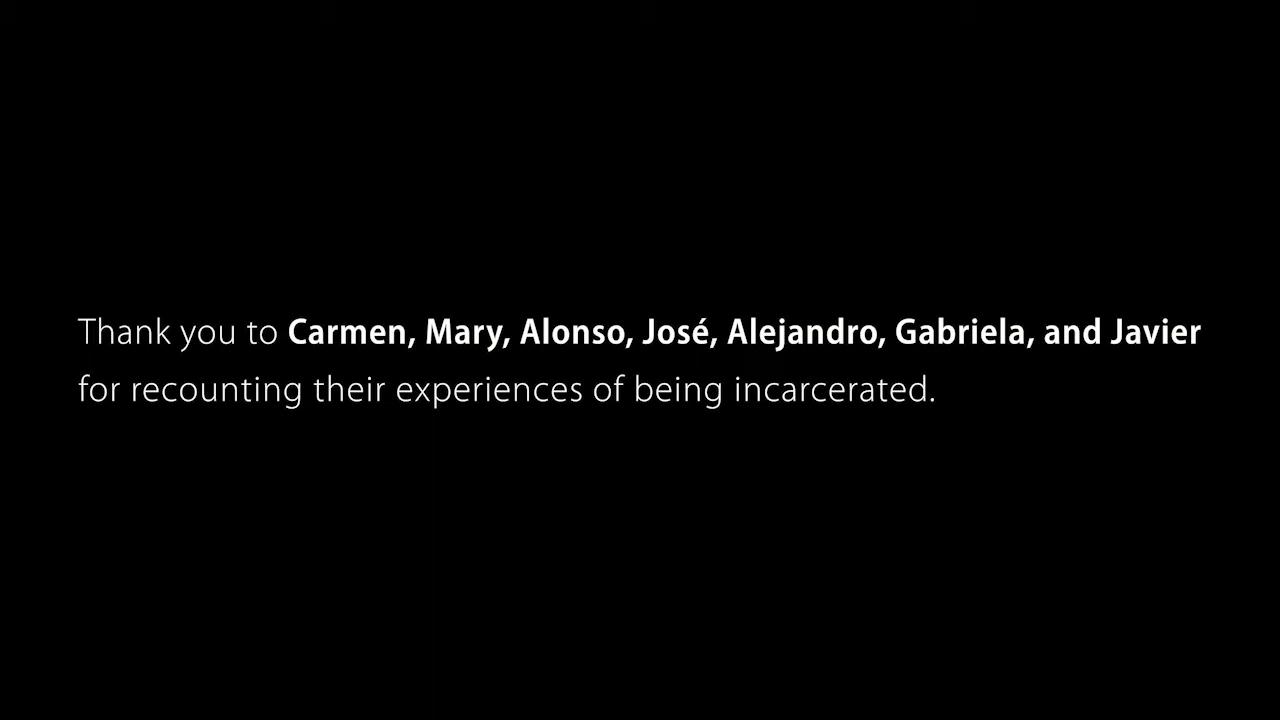 Thank you to Carmen, Mary, Alonso, José, Alejandro, Gabriela, and Javier
for recounting their experiences of being incarcerated.